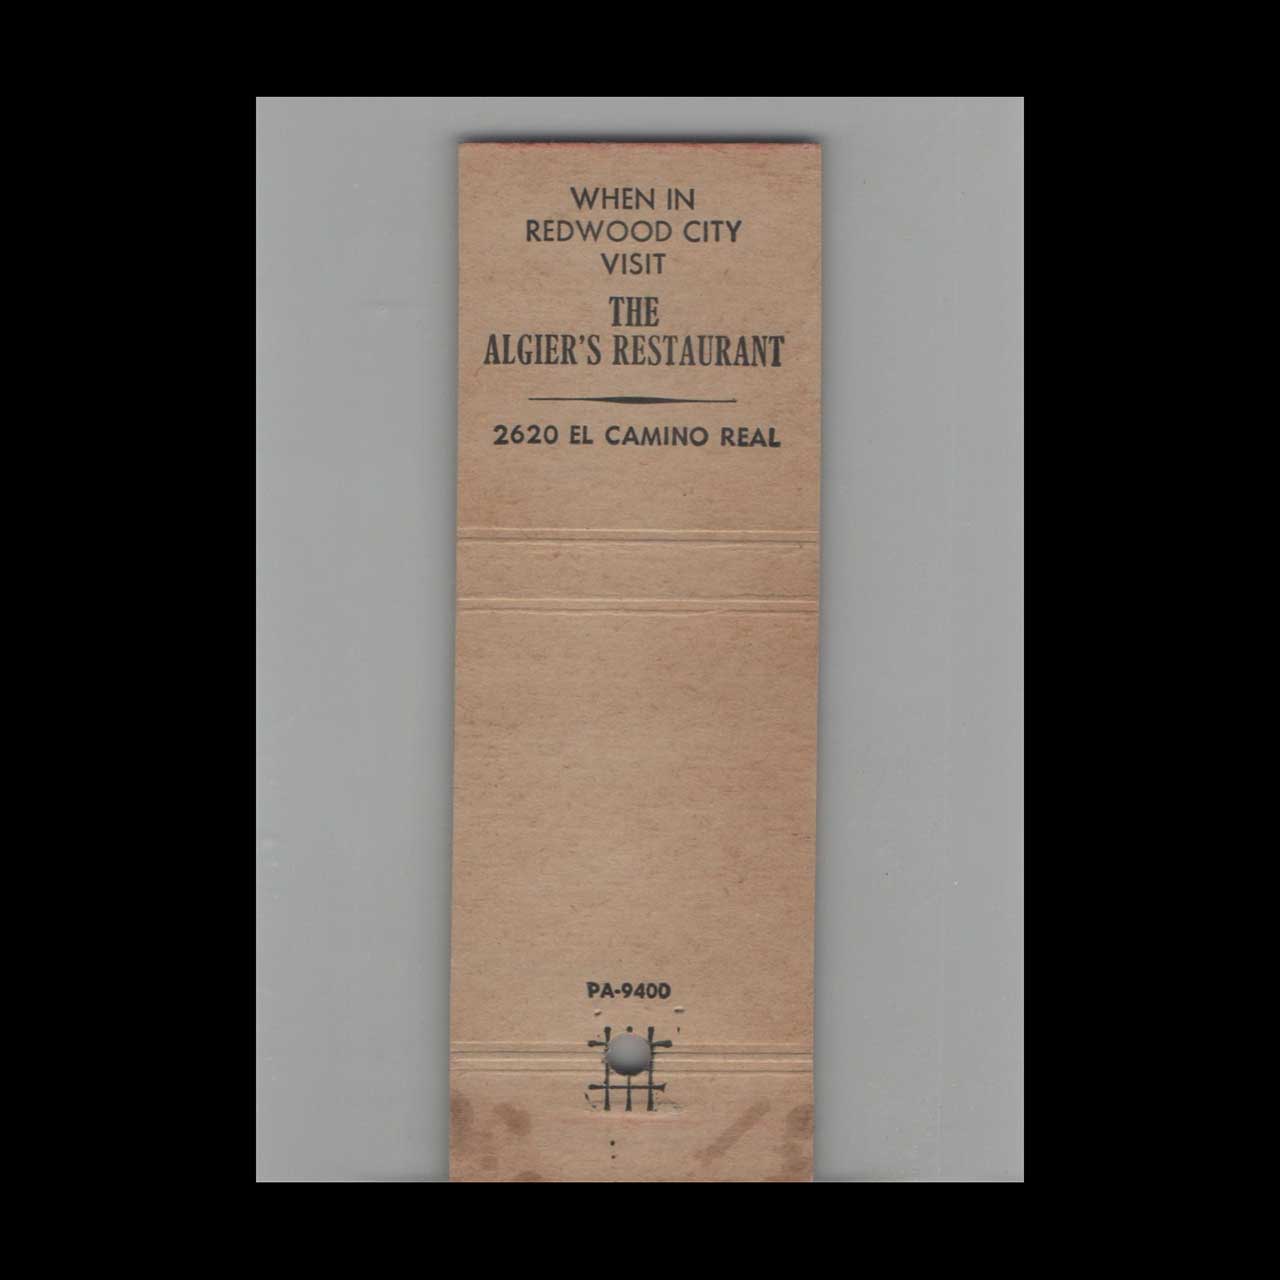 WHEN IN
REDWOOD CITY
VISIT
THE
ALGIER'S RESTAURANT
2620 EL CAMINO REAL
PA-9400